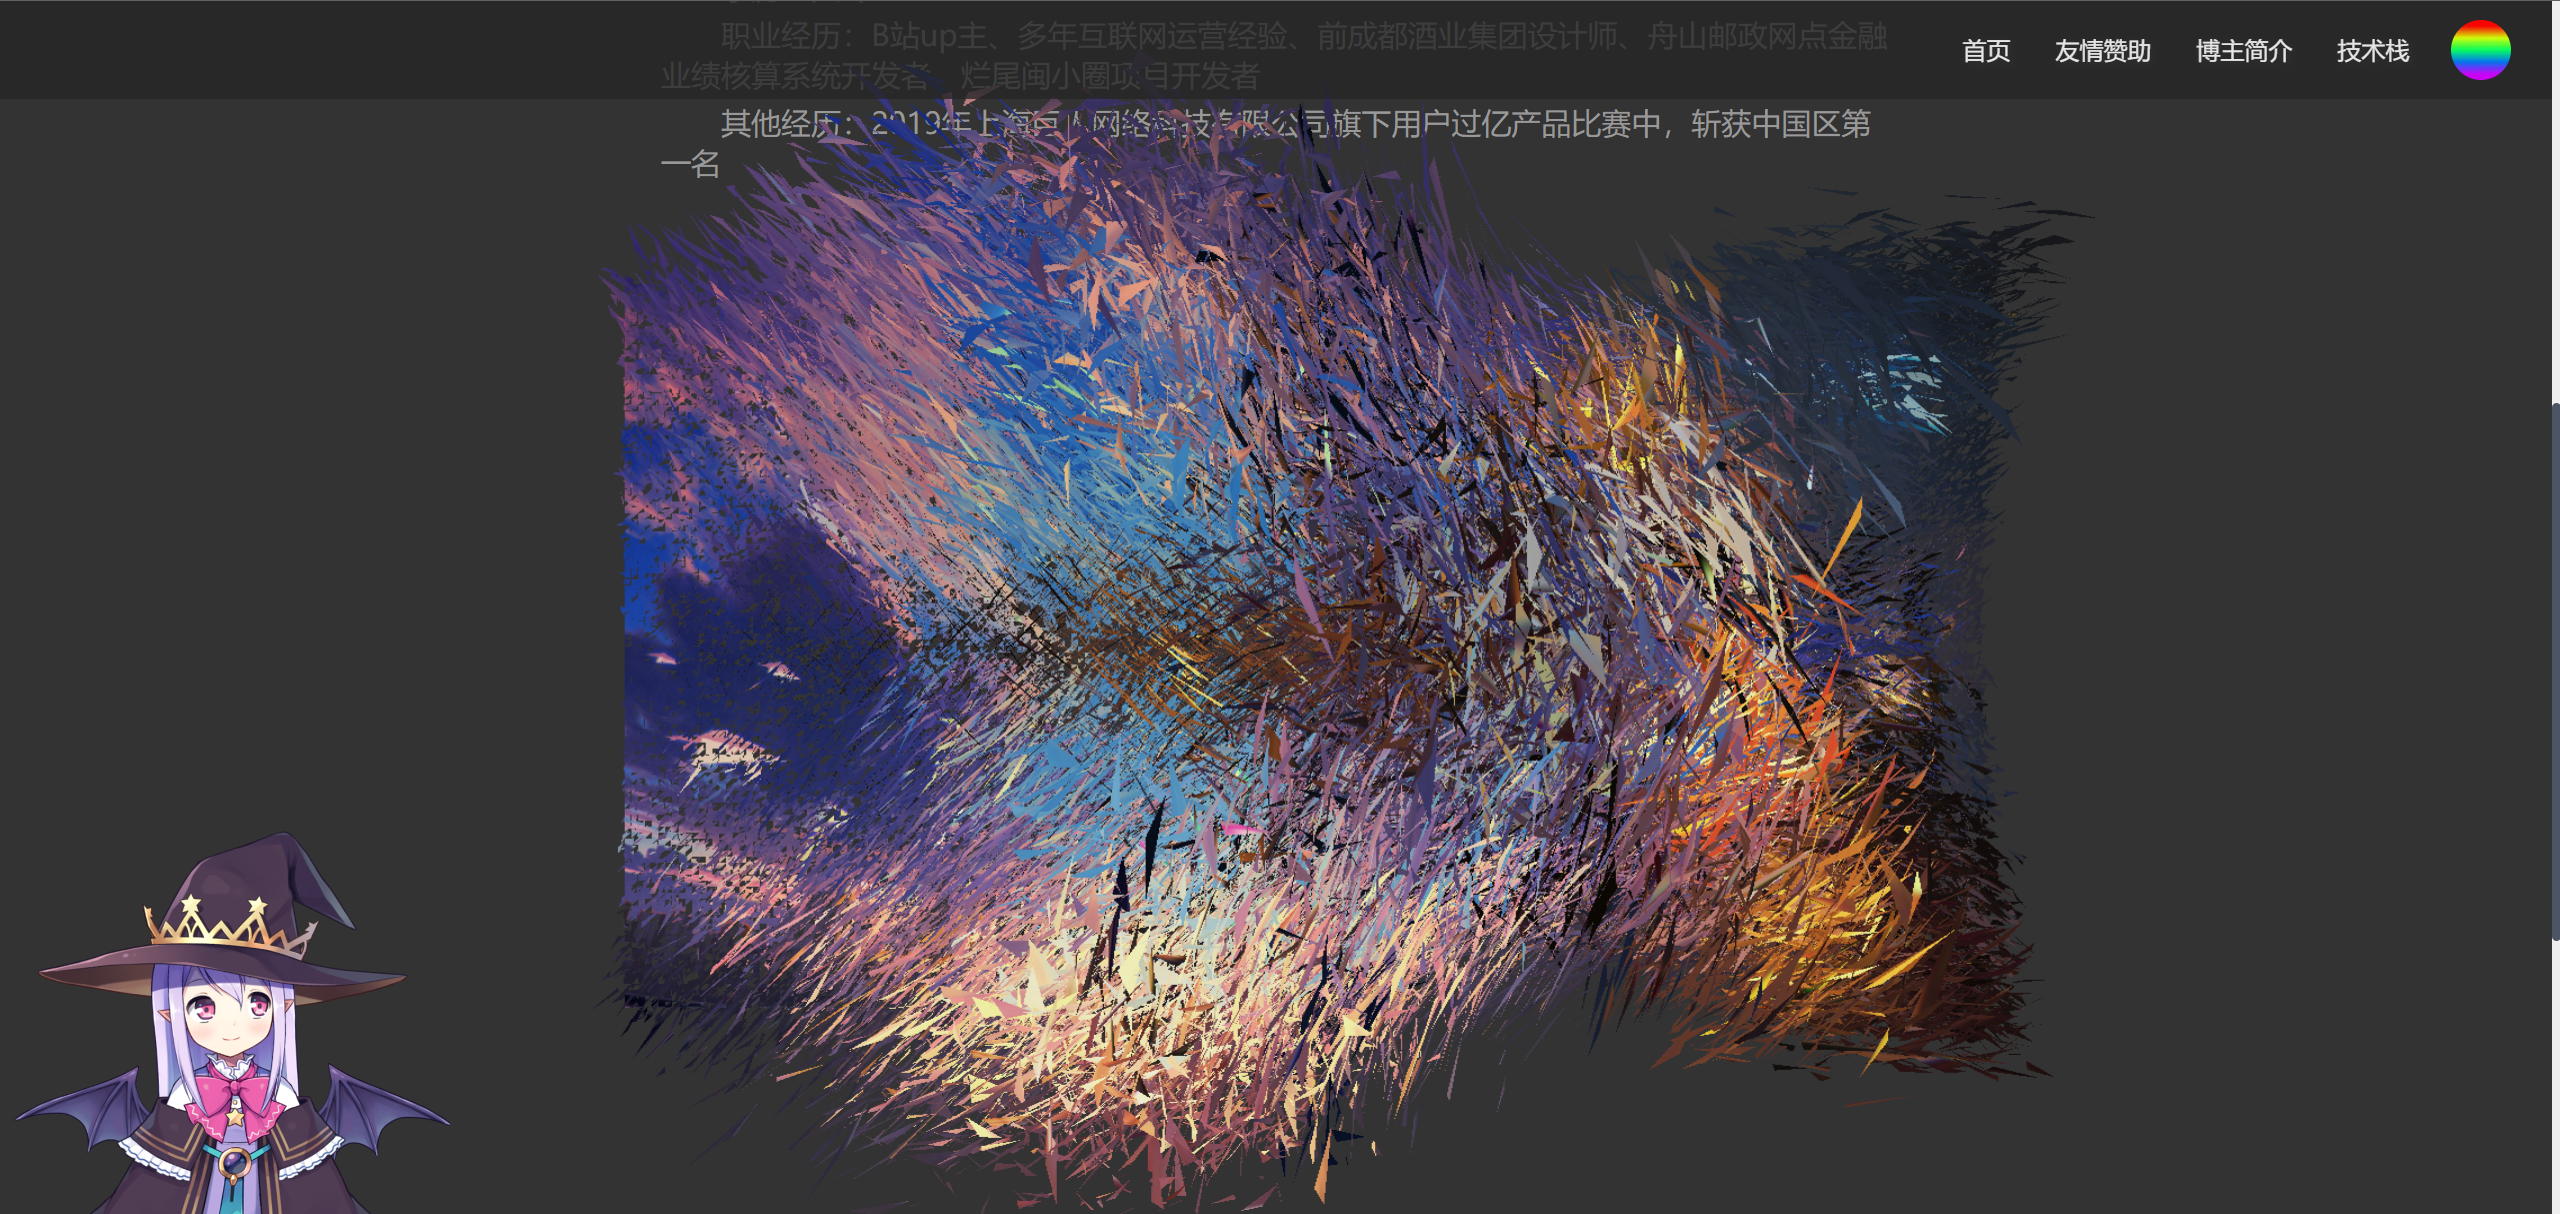 首页 友情赞助 博主简介 技术栈
职业经历：B站up主、多年互联网运营经验、前成都酒业集团设计师、舟山邮政网点金融
业绩核算系统开发者、烂尾闽小圈项目开发者
其他经历：2019年上海巨人网络科技有限公司旗下用户过亿产品比赛中，斩获中国区第
一名